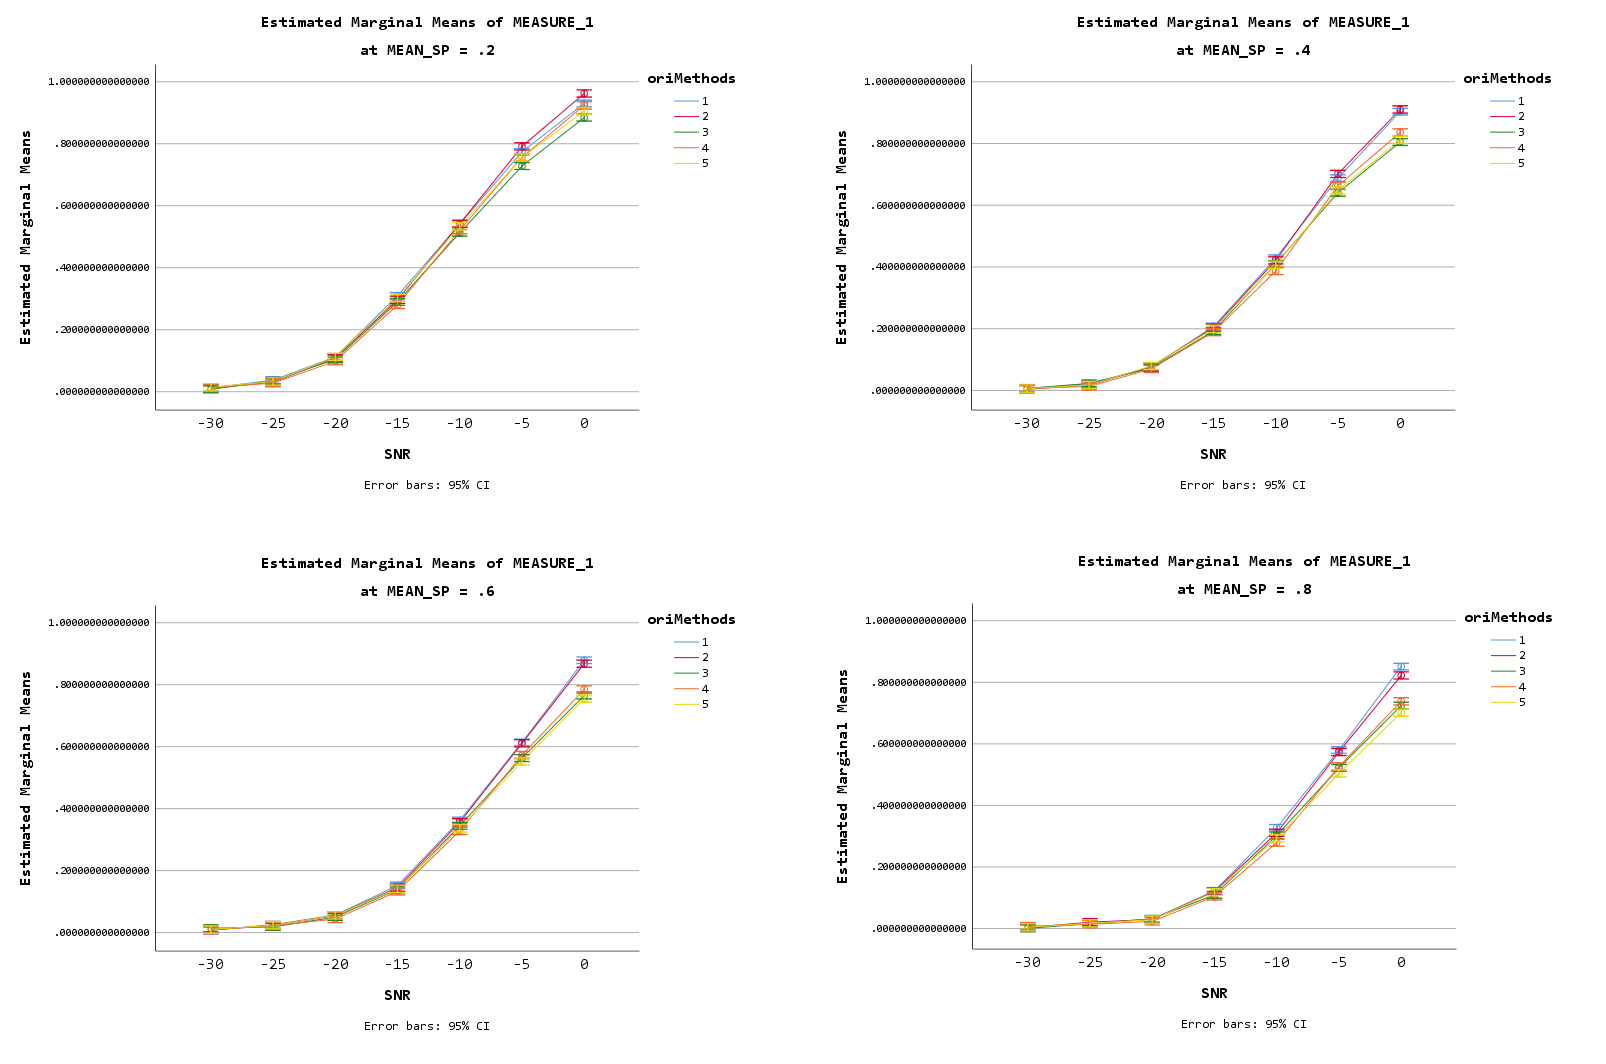 Estimated Marginal Means of MEASURE_1
at MEAN_SP = .2
Estimated Marginal Means
1.000000000000000
.800000000000000
.600000000000000
.400000000000000
.200000000000000
.000000000000000
-30 -25 -20 -15 -10 -5 0
SNR
Error bars: 95% CI
oriMethods
1
2
3
4
5
Estimated Marginal Means of MEASURE_1
at MEAN_SP = .4
Estimated Marginal Means
1.000000000000000
.800000000000000
.600000000000000
.400000000000000
.200000000000000
.000000000000000
-30 -25 -20 -15 -10 -5 0
SNR
Error bars: 95% CI
oriMethods
1
2
3
4
5
Estimated Marginal Means of MEASURE_1
at MEAN_SP = .6
Estimated Marginal Means
1.000000000000000
.800000000000000
.600000000000000
.400000000000000
.200000000000000
.000000000000000
-30 -25 -20 -15 -10 -5 0
SNR
Error bars: 95% CI
oriMethods
1
2
3
4
5
Estimated Marginal Means of MEASURE_1
at MEAN_SP = .8
Estimated Marginal Means
1.000000000000000
.800000000000000
.600000000000000
.400000000000000
.200000000000000
.000000000000000
-30 -25 -20 -15 -10 -5 0
SNR
Error bars: 95% CI
oriMethods
1
2
3
4
5